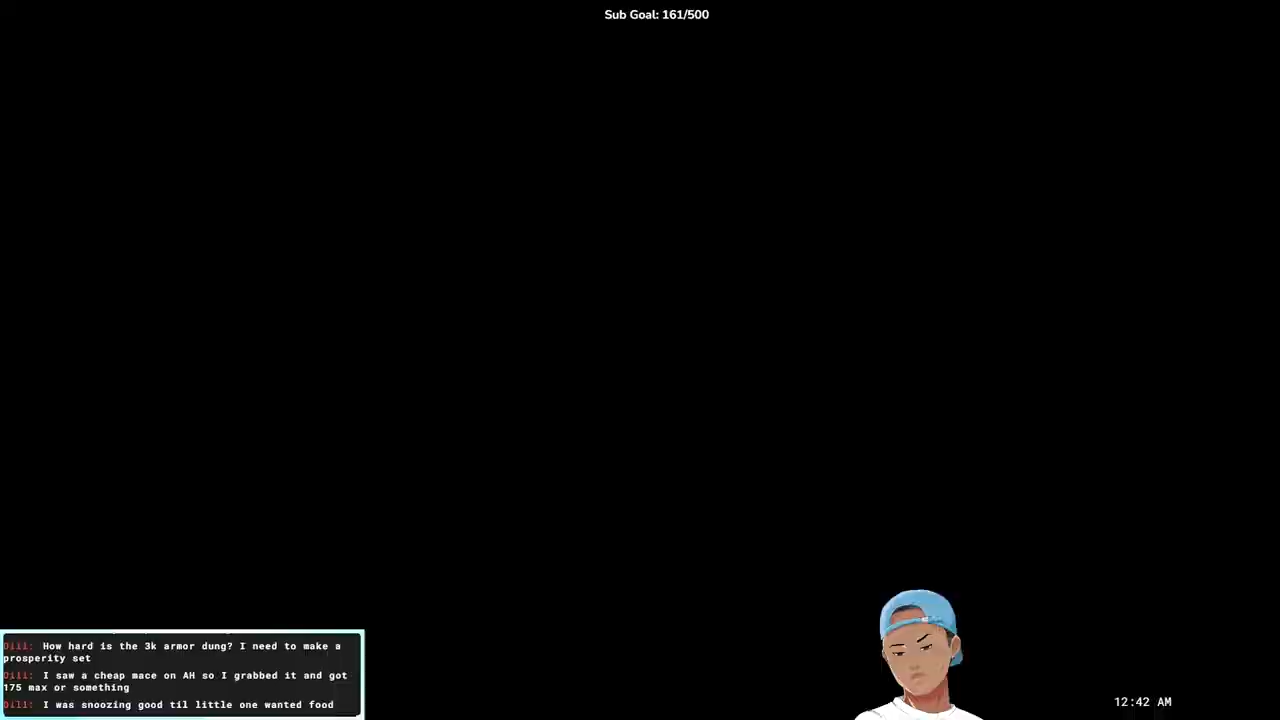 Sub Goal: 161/500
Dill: How hard is the 3k armor dung? I need to make a
prosperity set
Dill: I saw a cheap mace on AH so I grabbed it and got
175 max or something
Dill: I was snoozing good til little one wanted food
12:42 AM